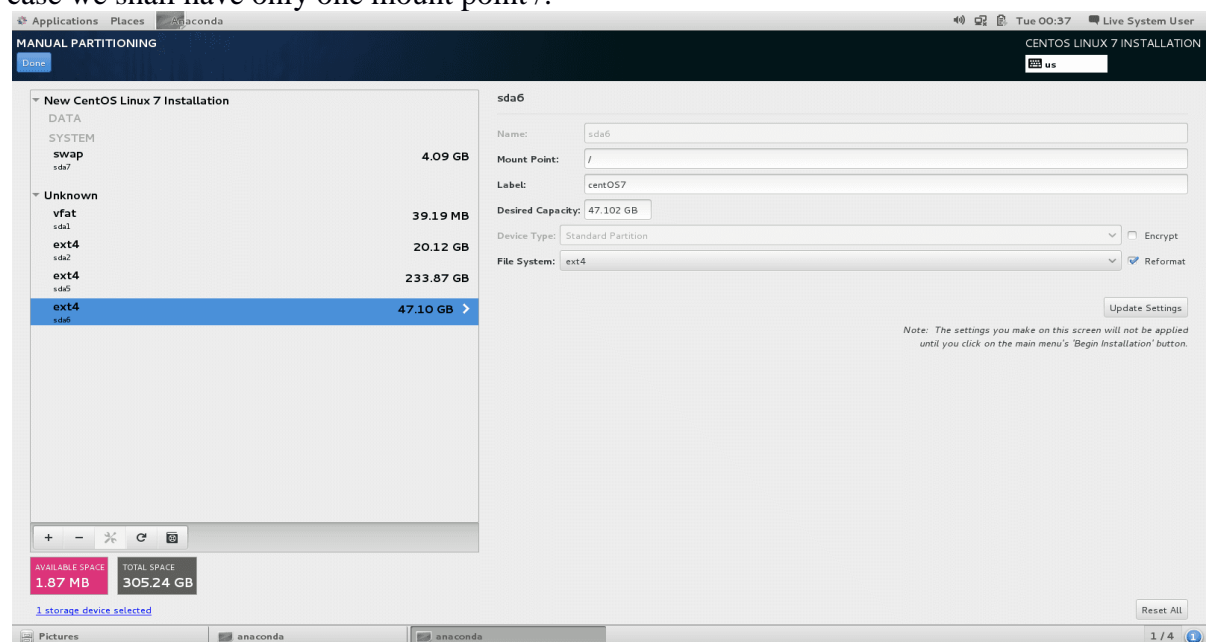 case we shall have only one mount point /.
Applications Places Anaconda Tue 00:37 Live System User
MANUAL PARTITIONING
CENTOS LINUX 7 INSTALLATION
Done
us
New CentOS Linux 7 Installation
DATA
SYSTEM
swap 4.09 GB
sda7
Unknown
vfat 39.19 MB
sda1
ext4 20.12 GB
sda2
ext4 233.87 GB
sda5
ext4 47.10 GB
sda6
sda6
Name: sda6
Mount Point: /
Label: centOS7
Desired Capacity: 47.102 GB
Device Type: Standard Partition Encrypt
File System: ext4 Reformat
Update Settings
Note: The settings you make on this screen will not be applied
until you click on the main menu's 'Begin Installation' button.
+ -
AVAILABLE SPACE
1.87 MB
TOTAL SPACE
305.24 GB
1 storage device selected
Reset All
Pictures anaconda anaconda 1 / 4 1